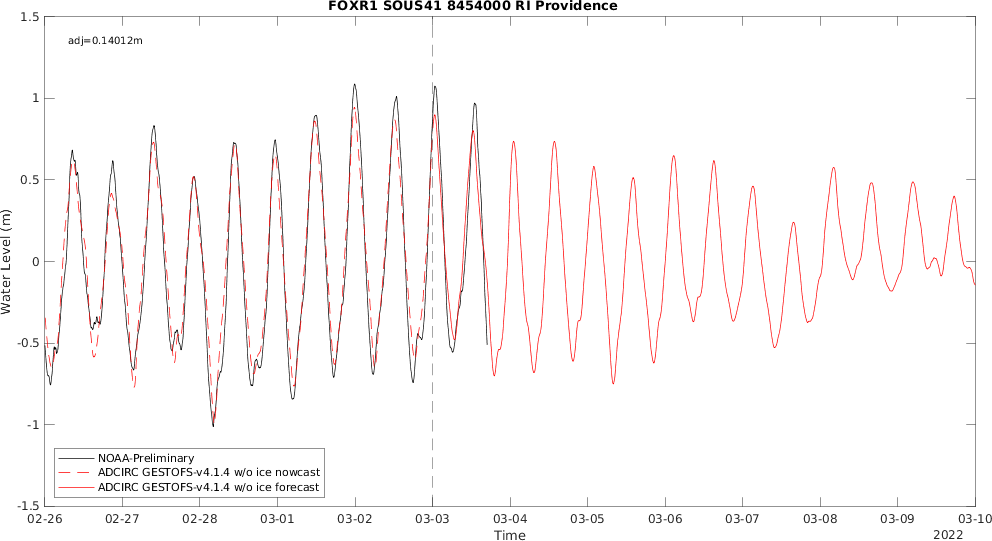 FOXR1 SOUS41 8454000 RI Providence
adj=0.14012m
1.5
1
0.5
0
-0.5
-1
-1.5
Water Level (m)
NOAA-Preliminary
ADCIRC GESTOFS-v4.1.4 w/o ice nowcast
ADCIRC GESTOFS-v4.1.4 w/o ice forecast
02-26 02-27 02-28 03-01 03-02 03-03 03-04 03-05 03-06 03-07 03-08 03-09 03-10
Time
2022